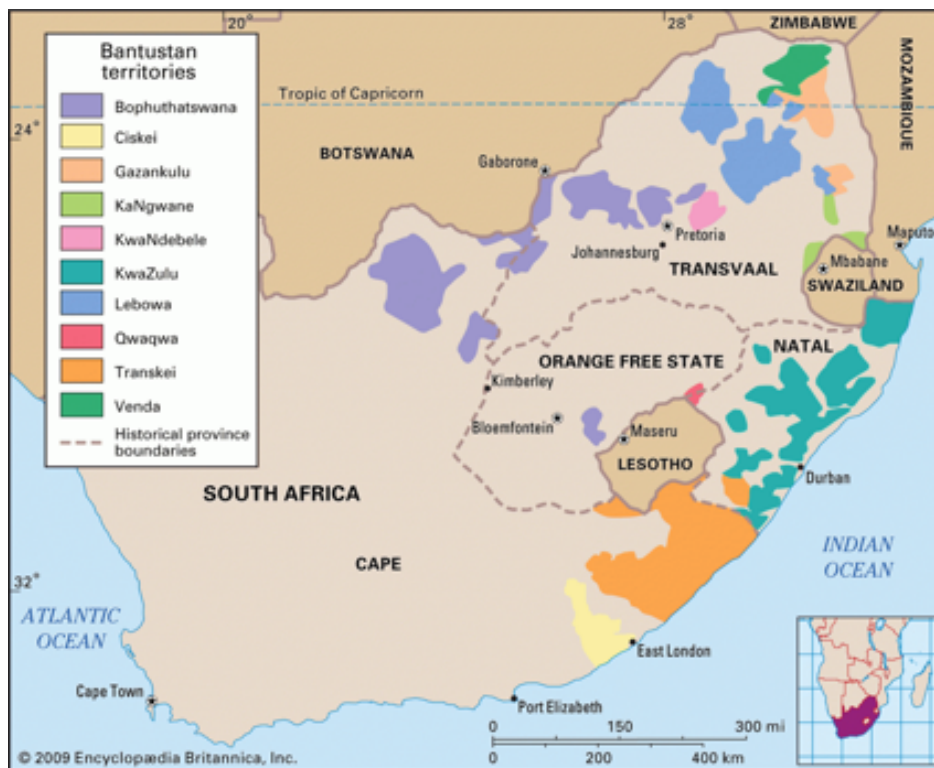 20°
28°
ZIMBABWE
Bantustan
territories
Bophuthatswana
Ciskei
Gazankulu
KaNgwane
KwaNdebele
KwaZulu
Lebowa
Qwaqwa
Transkei
Venda
Historical province
boundaries
MOZAMBIQUE
Tropic of Capricorn
24°
BOTSWANA
Gaborone
Pretoria
Johannesburg
Maputo
TRANSVAAL
Mbabane
SWAZILAND
NATAL
ORANGE FREE STATE
Kimberley
Bloemfontein
Maseru
LESOTHO
Durban
SOUTH AFRICA
CAPE
INDIAN
OCEAN
32°
ATLANTIC
OCEAN
East London
Cape Town
Port Elizabeth
0 150 300 mi
0 200 400 km
© 2009 Encyclopædia Britannica, Inc.